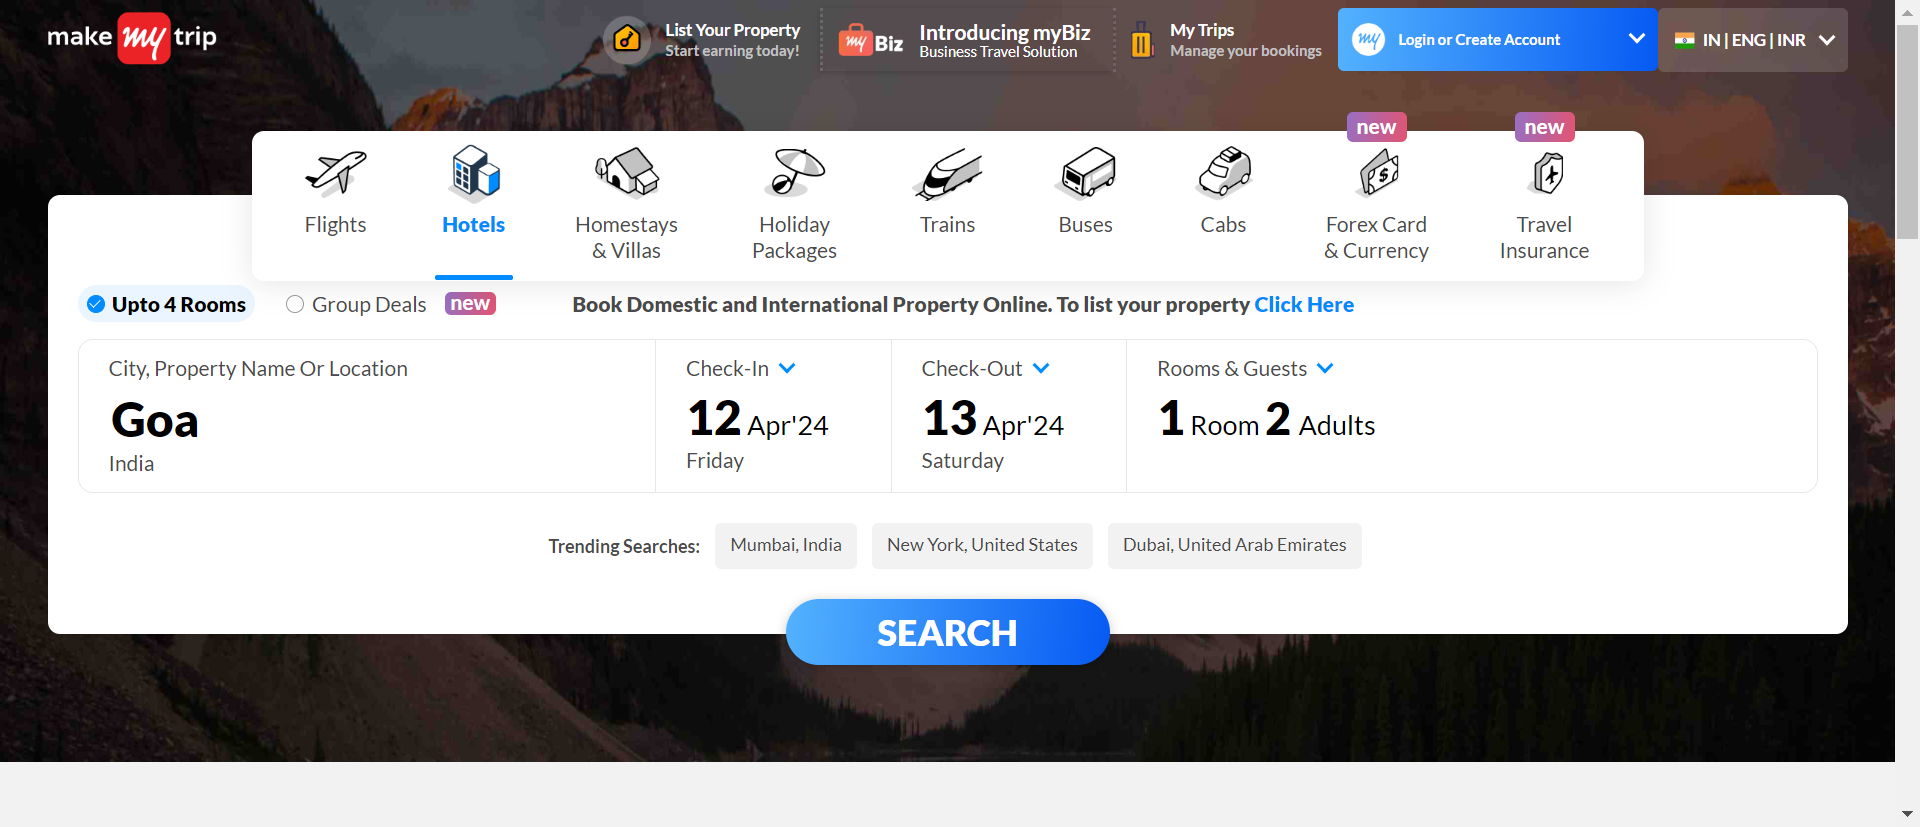 make my trip
List Your Property
Start earning today!
my Biz
Introducing myBiz
Business Travel Solution
My Trips
Manage your bookings
my
Login or Create Account
IN | ENG | INR
new
new
Flights
Hotels
Homestays
& Villas
Holiday
Packages
Trains
Buses
Cabs
Forex Card
& Currency
Travel
Insurance
Upto 4 Rooms
Group Deals
new
Book Domestic and International Property Online. To list your property Click Here
City, Property Name Or Location
Goa
India
Check-In
12 Apr'24
Friday
Check-Out
13 Apr'24
Saturday
Rooms & Guests
1 Room 2 Adults
Trending Searches:
Mumbai, India
New York, United States
Dubai, United Arab Emirates
SEARCH